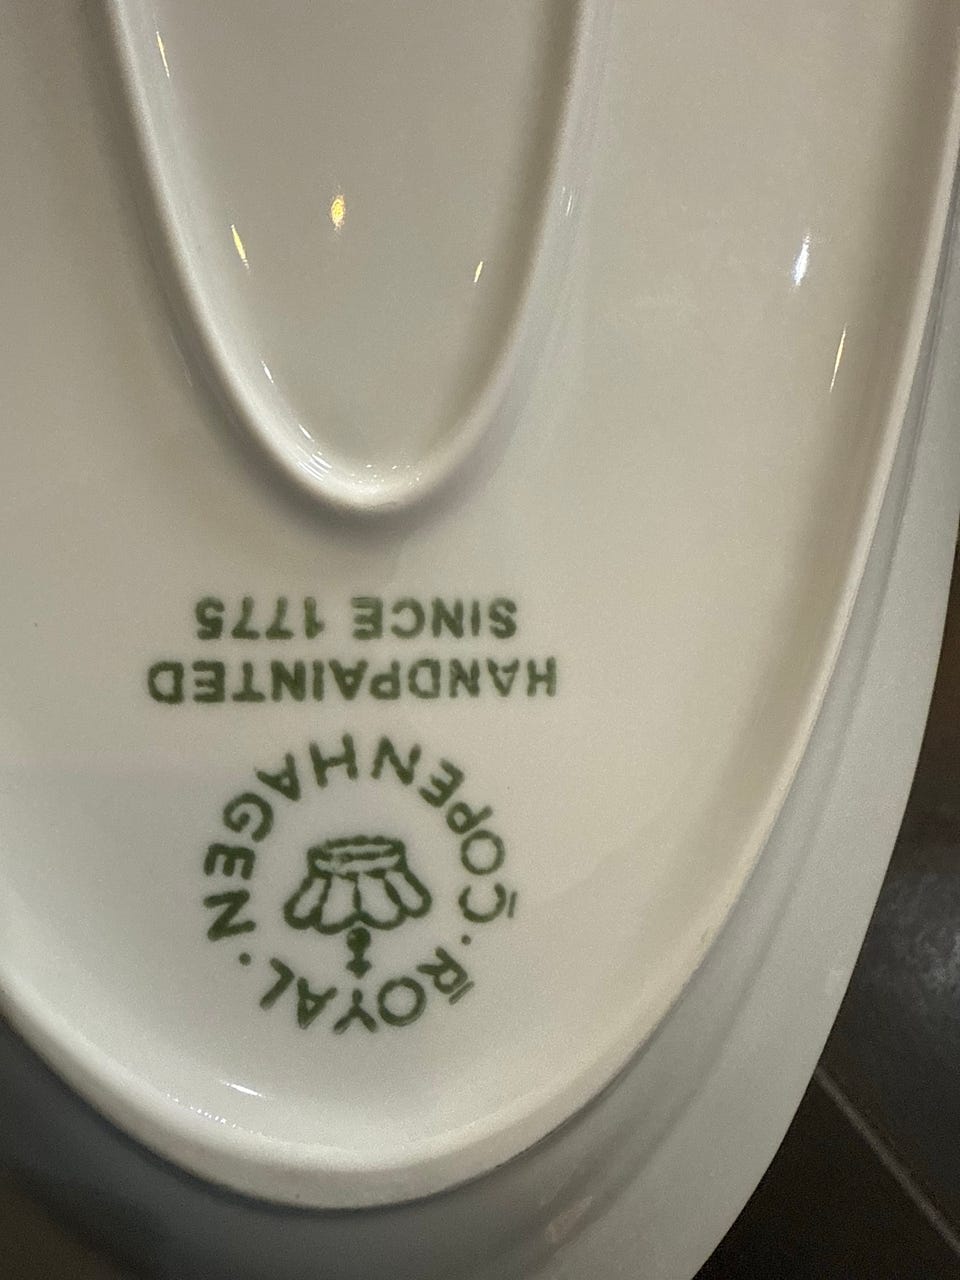 ROYAL · COPENHAGEN ·
HANDPAINTED
SINCE 1775